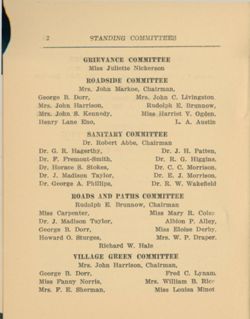 2 STANDING COMMITTEES
GRIEVANCE COMMITTEE
Miss Juliette Nickerson
ROADSIDE COMMITTEE
Mrs. John Markoe, Chairman,
George B. Dorr, Mrs. John C. Livingston
Mrs. John Harrison, Rudolph E. Brunnow,
Mrs. John S. Kennedy, Miss Harriet V. Ogden,
Henry Lane Eno, L. A. Austin
SANITARY COMMITTEE
Dr. Robert Abbe, Chairman
Dr. G. R. Hagerthy, Dr. J. H. Patten,
Dr. F. Fremont-Smith, Dr. R. G. Higgins,
Dr. Horace S. Stokes, Dr. C. C. Morrison,
Dr. J. Madison Taylor, Dr. E. J. Morrison,
Dr. George A. Phillips, Dr. R. W. Wakefield
ROADS AND PATHS COMMITTEE
Rudolph E. Brunnow, Chairman
Miss Carpenter, Miss Mary R. Coles
Dr. J. Madison Taylor, Albion P. Alley,
George B. Dorr, Miss Eloise Derby,
Howard O. Sturges, Mrs. W. P. Draper,
Richard W. Hale
VILLAGE GREEN COMMITTEE
Mrs. John Harrison, Chairman,
George B. Dorr, Fred C. Lynam,
Miss Fanny Norris, Mrs. William B. Rice
Mrs. F. E. Sherman, Miss Louisa Minot